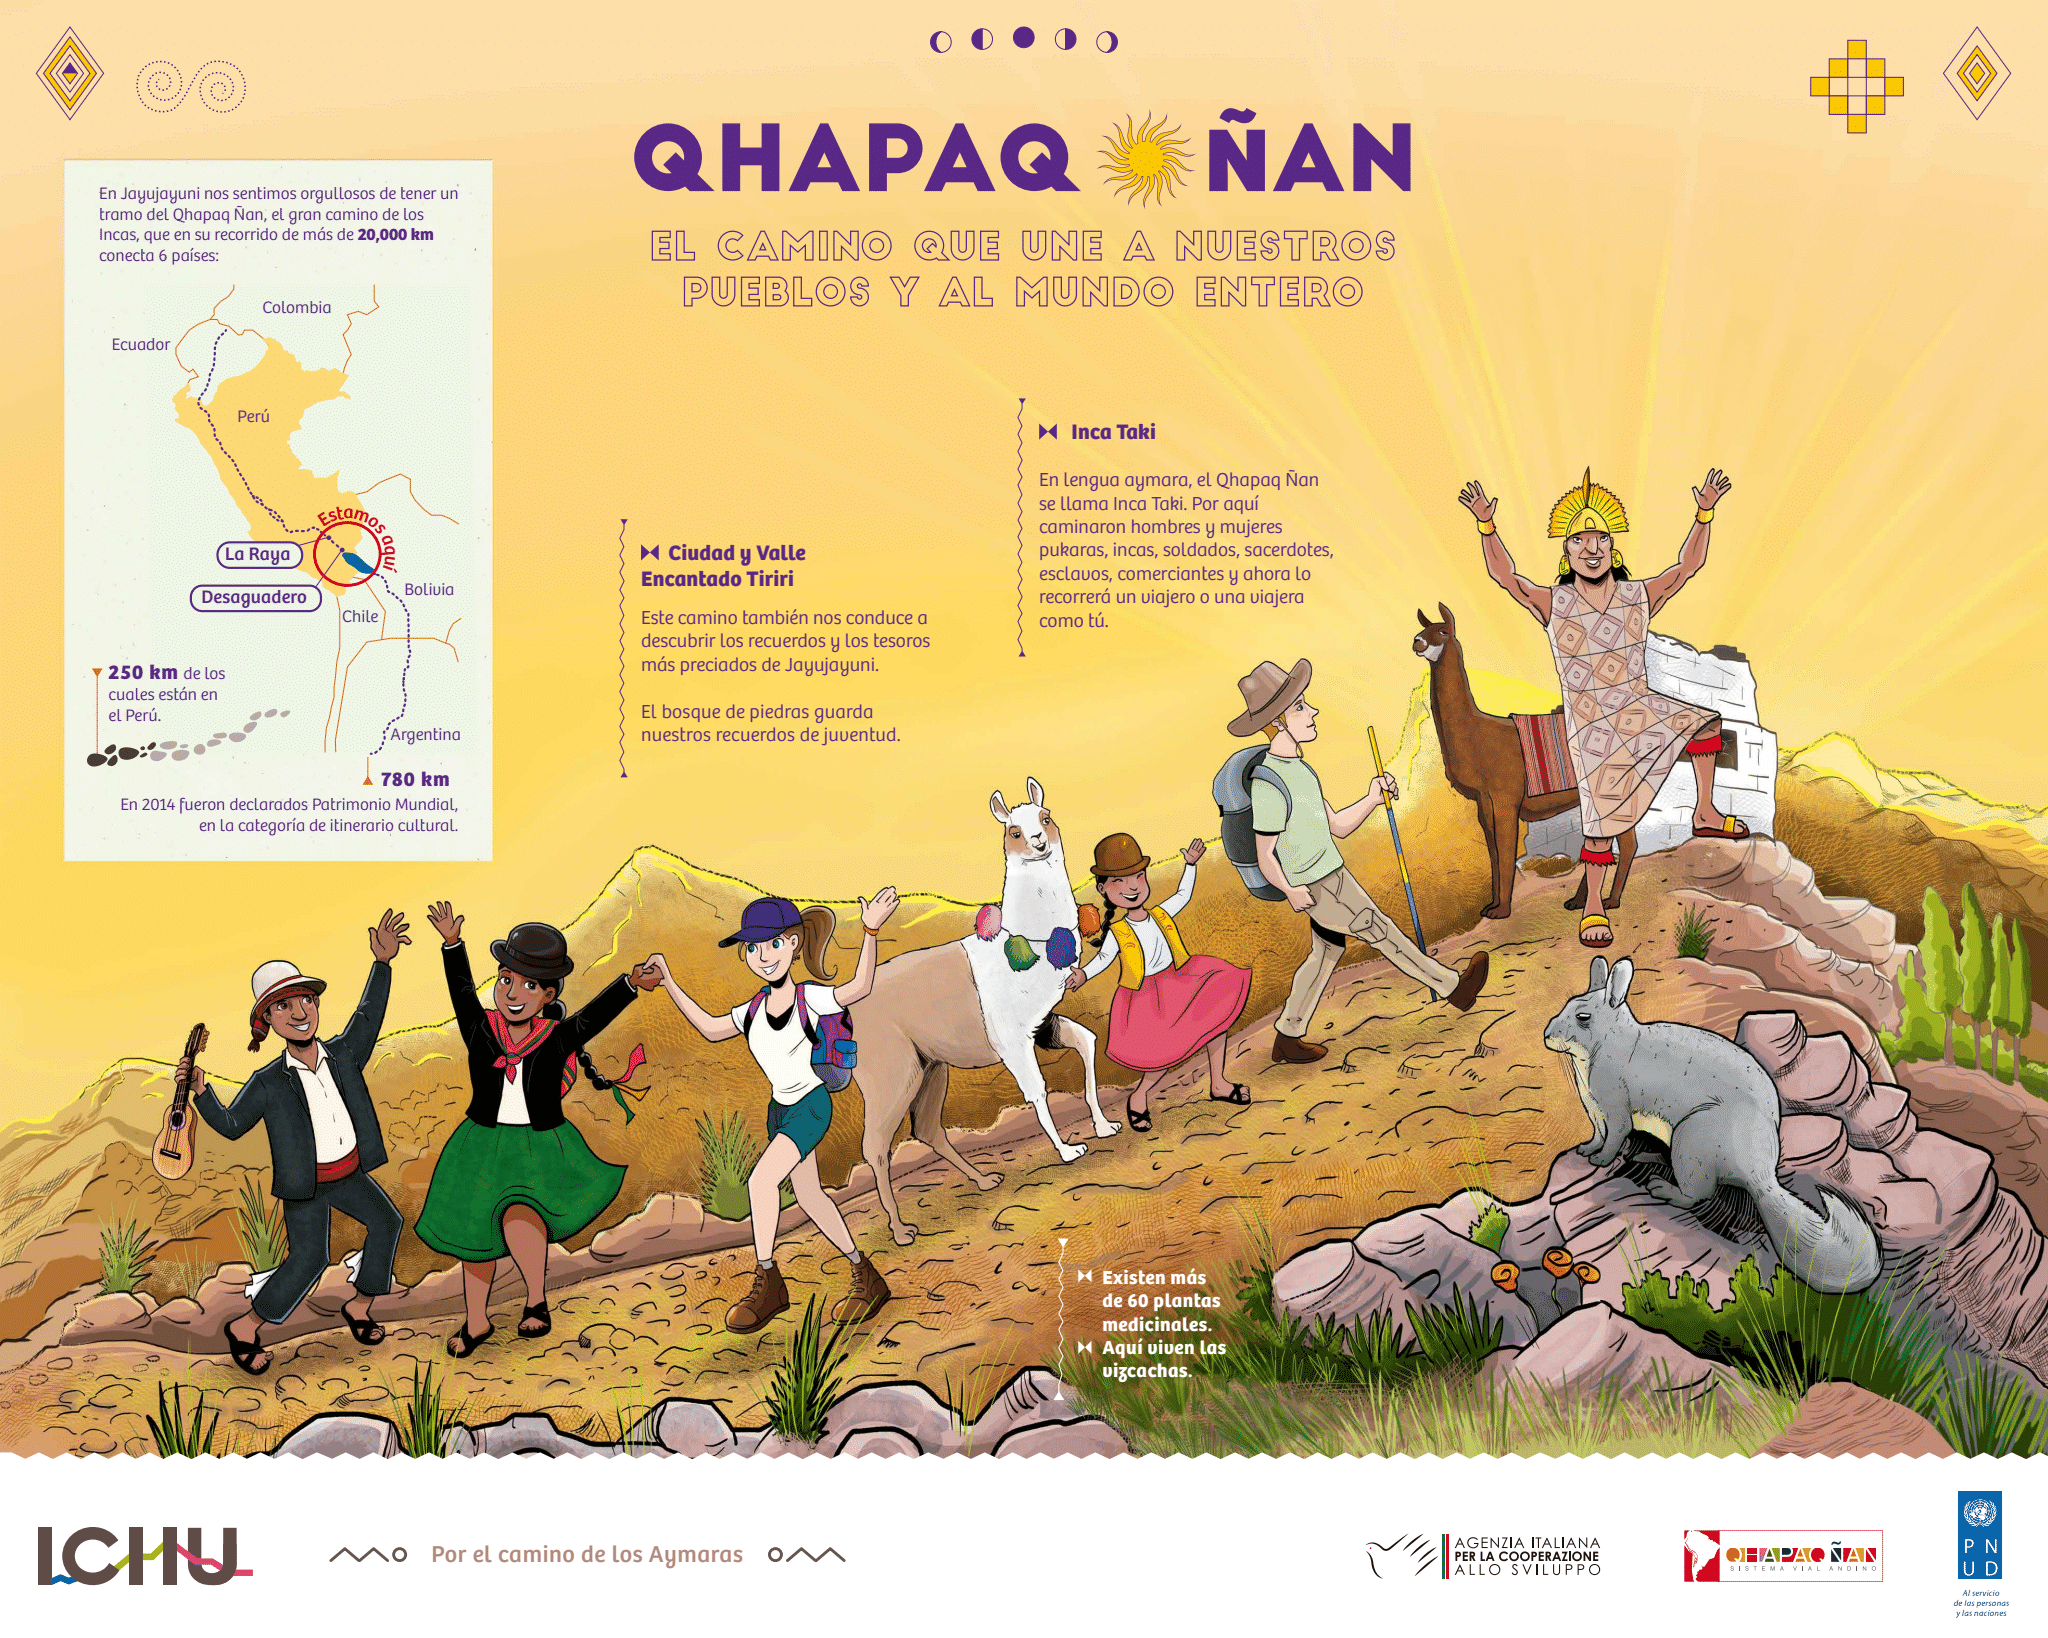 QHAPAQ ÑAN
EL CAMINO QUE UNE A NUESTROS
PUEBLOS Y AL MUNDO ENTERO
En Jayujayuni nos sentimos orgullosos de tener un
tramo del Qhapaq Ñan, el gran camino de los
Incas, que en su recorrido de más de 20,000 km
conecta 6 países:
Colombia
Ecuador
Perú
Estamos aquí
La Raya
Desaguadero
Bolivia
Chile
250 km de los
cuales están en
el Perú.
Argentina
780 km
En 2014 fueron declarados Patrimonio Mundial,
en la categoría de itinerario cultural.
Ciudad y Valle
Encantado Tiriri
Este camino también nos conduce a
descubrir los recuerdos y los tesoros
más preciados de Jayujayuni.
El bosque de piedras guarda
nuestros recuerdos de juventud.
Inca Taki
En lengua aymara, el Qhapaq Ñan
se llama Inca Taki. Por aquí
caminaron hombres y mujeres
pukaras, incas, soldados, sacerdotes,
esclavos, comerciantes y ahora lo
recorrerá un viajero o una viajera
como tú.
Existen más
de 60 plantas
medicinales.
Aquí viven las
vizcachas.
ICHU
Por el camino de los Aymaras
AGENZIA ITALIANA
PER LA COOPERAZIONE
ALLO SVILUPPO
QHAPAQ ÑAN
SISTEMA VIAL ANDINO
P N
U D
Al servicio
de las personas
y las naciones